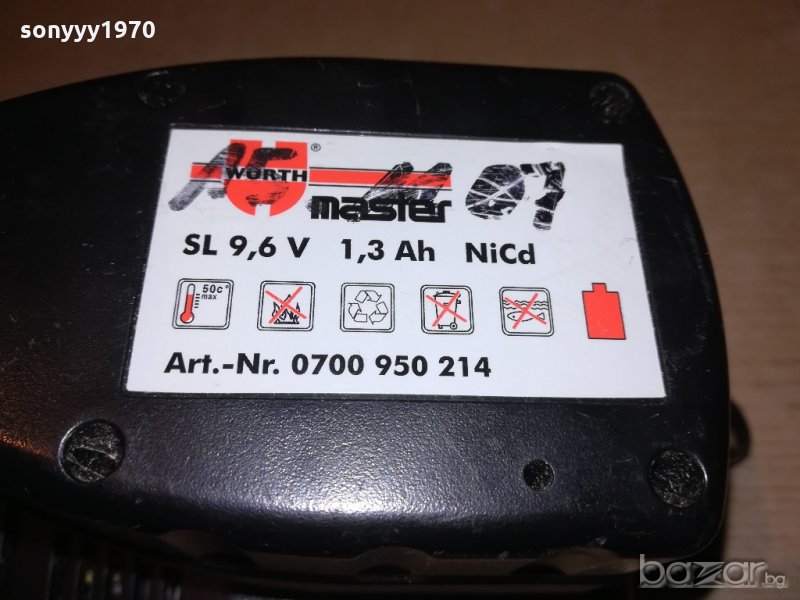 sonyyy1970
WÜRTH ®
master 07
SL 9,6 V 1,3 Ah NiCd
50c°
max
Art.-Nr. 0700 950 214
bazar.bg